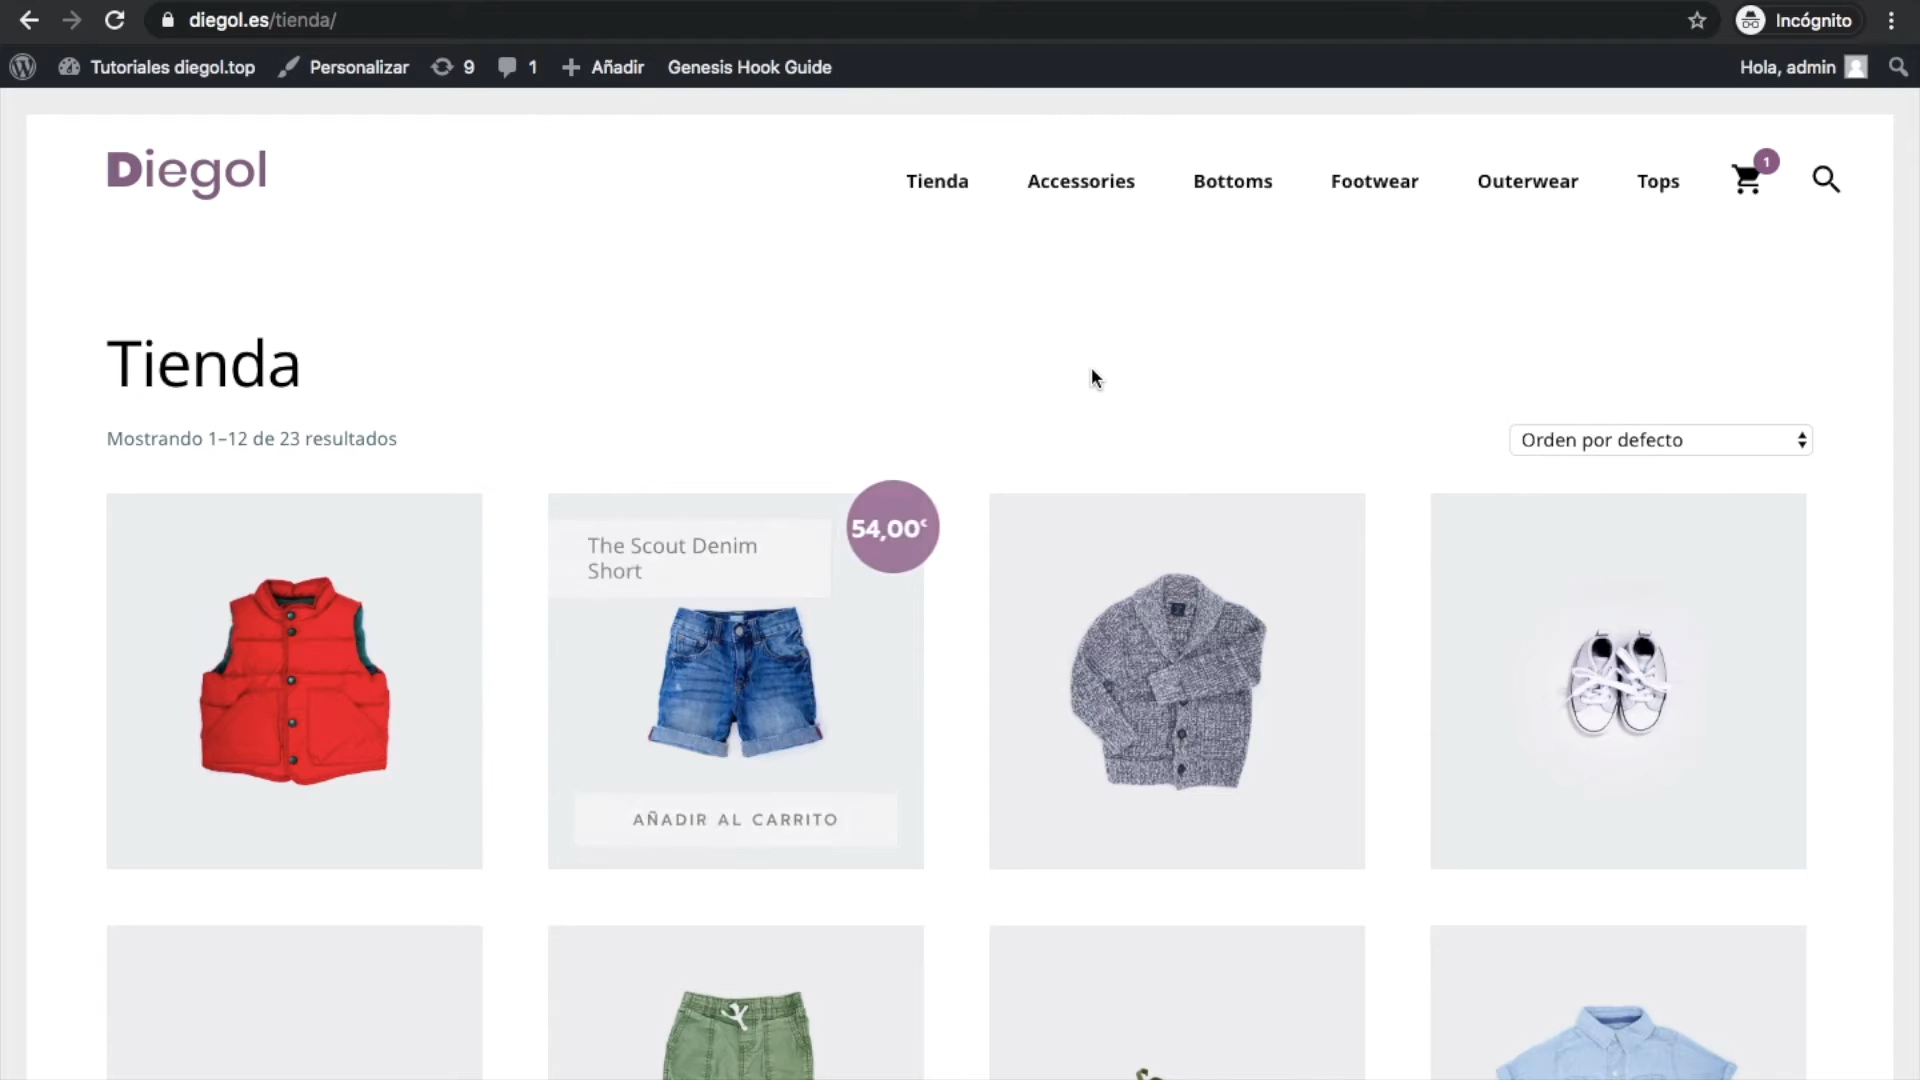 diegol.es/tienda/
Incógnito
Tutoriales diegol.top
Personalizar
9
1
Añadir
Genesis Hook Guide
Hola, admin
Diegol
Tienda
Accessories
Bottoms
Footwear
Outerwear
Tops
1
Tienda
Mostrando 1–12 de 23 resultados
Orden por defecto
The Scout Denim
Short
54,00€
AÑADIR AL CARRITO